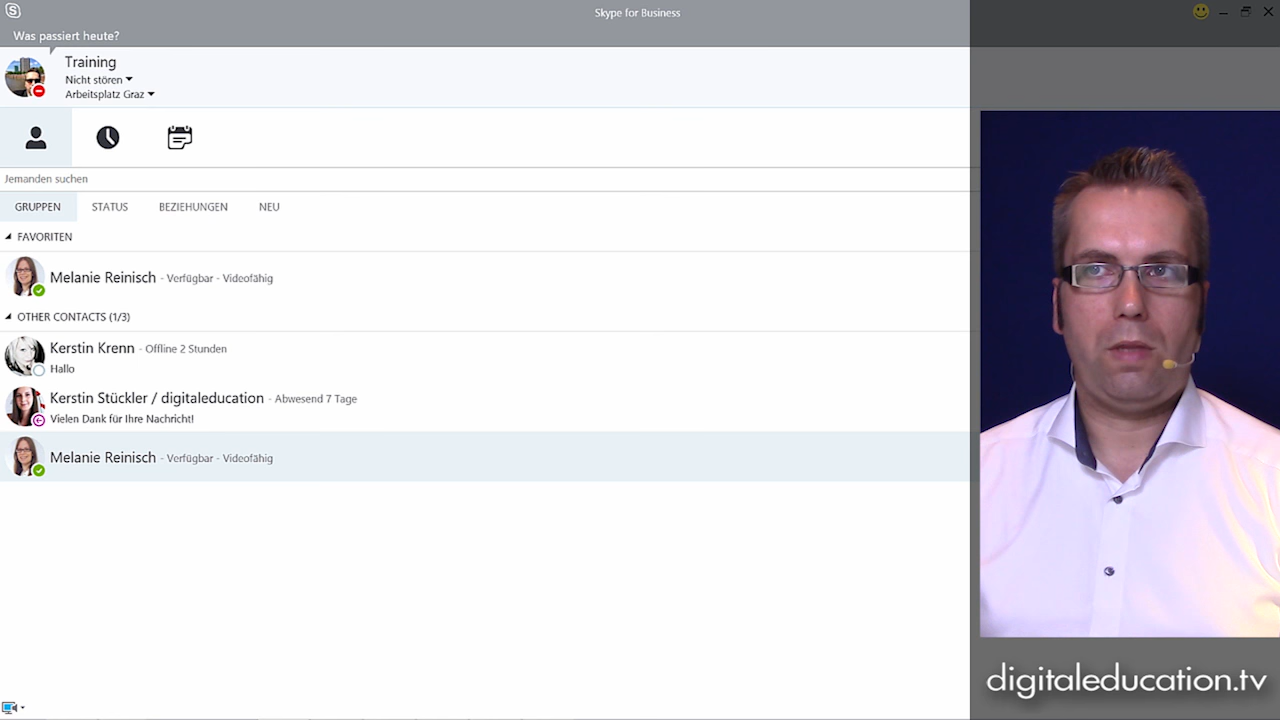 Skype for Business
Was passiert heute?
Training
Nicht stören
Arbeitsplatz Graz
Jemanden suchen
GRUPPEN STATUS BEZIEHUNGEN NEU
FAVORITEN
Melanie Reinisch - Verfügbar - Videofähig
OTHER CONTACTS (1/3)
Kerstin Krenn - Offline 2 Stunden
Hallo
Kerstin Stückler / digitaleducation - Abwesend 7 Tage
Vielen Dank für Ihre Nachricht!
Melanie Reinisch - Verfügbar - Videofähig
digitaleducation.tv